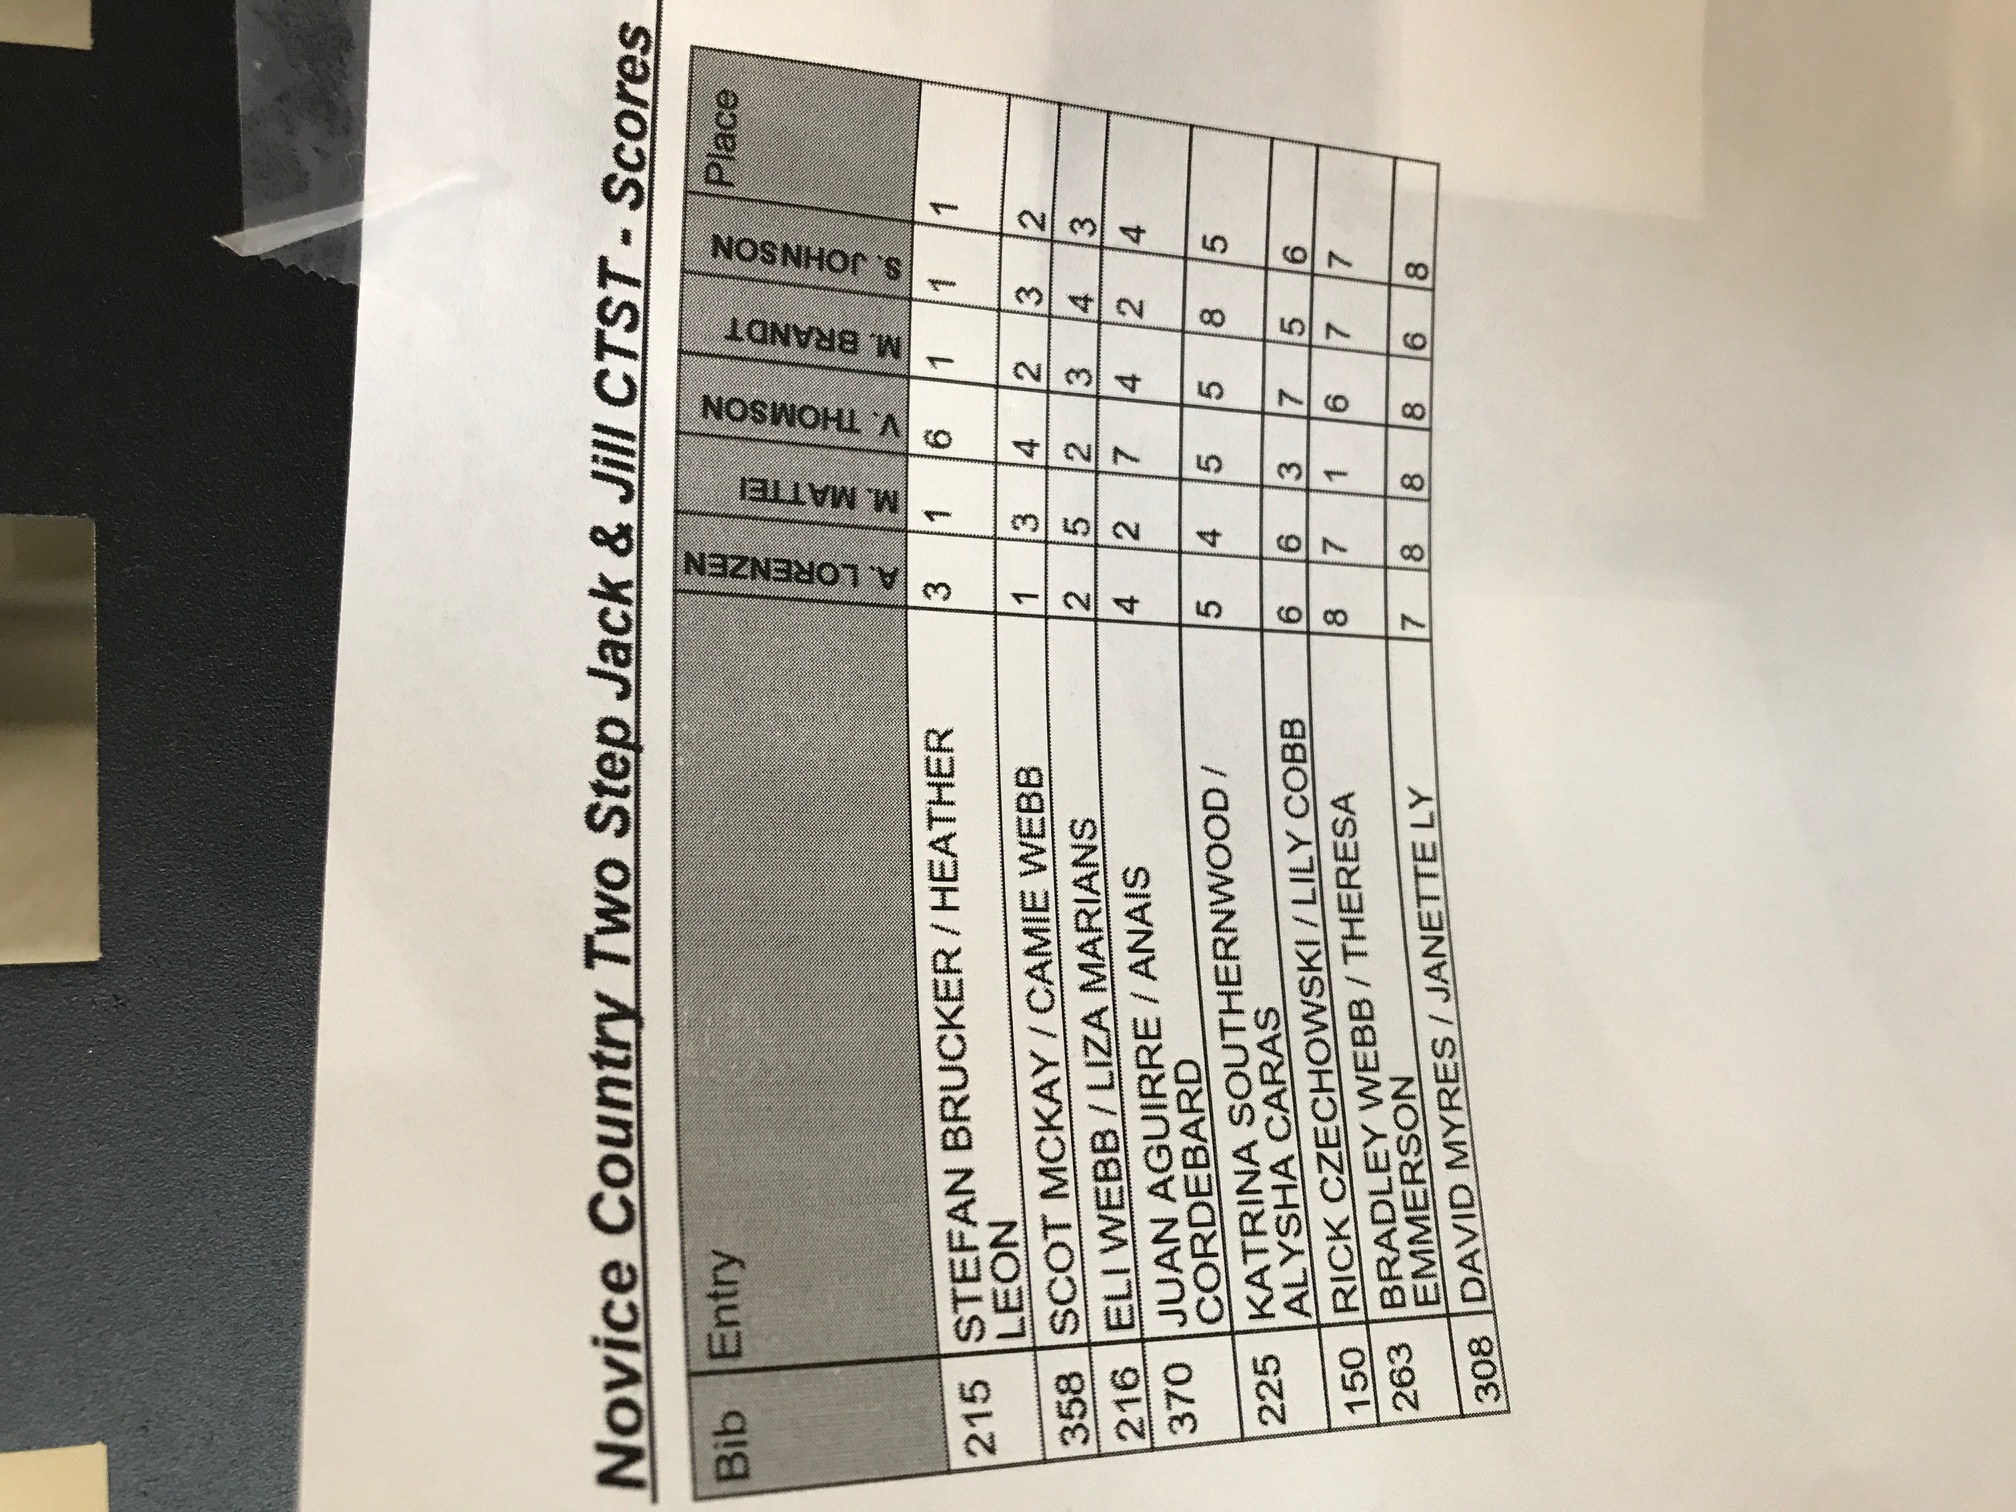 Novice Country Two Step Jack & Jill CTST - Scores
Bib Entry A. LORENZEN M. MATTEI V. THOMSON M. BRANDT S. JOHNSON Place
215 STEFAN BRUCKER / HEATHER 3 1 6 1 1 1
LEON
358 SCOT MCKAY / CAMIE WEBB 1 3 4 2 3 2
216 ELI WEBB / LIZA MARIANS 2 5 2 3 4 3
370 JUAN AGUIRRE / ANAIS 4 2 7 4 2 4
CORDEBARD
225 KATRINA SOUTHERNWOOD / 5 4 5 5 8 5
ALYSHA CARAS
150 RICK CZECHOWSKI / LILY COBB 6 6 3 7 5 6
263 BRADLEY WEBB / THERESA 8 7 1 6 7 7
EMMERSON
308 DAVID MYRES / JANETTE LY 7 8 8 8 6 8